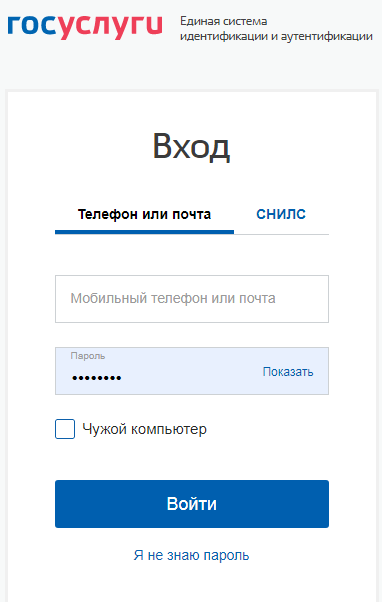 госуслуги
Единая система
идентификации и аутентификации
Вход
Телефон или почта СНИЛС
Мобильный телефон или почта
Пароль
•••••••• Показать
Чужой компьютер
Войти
Я не знаю пароль